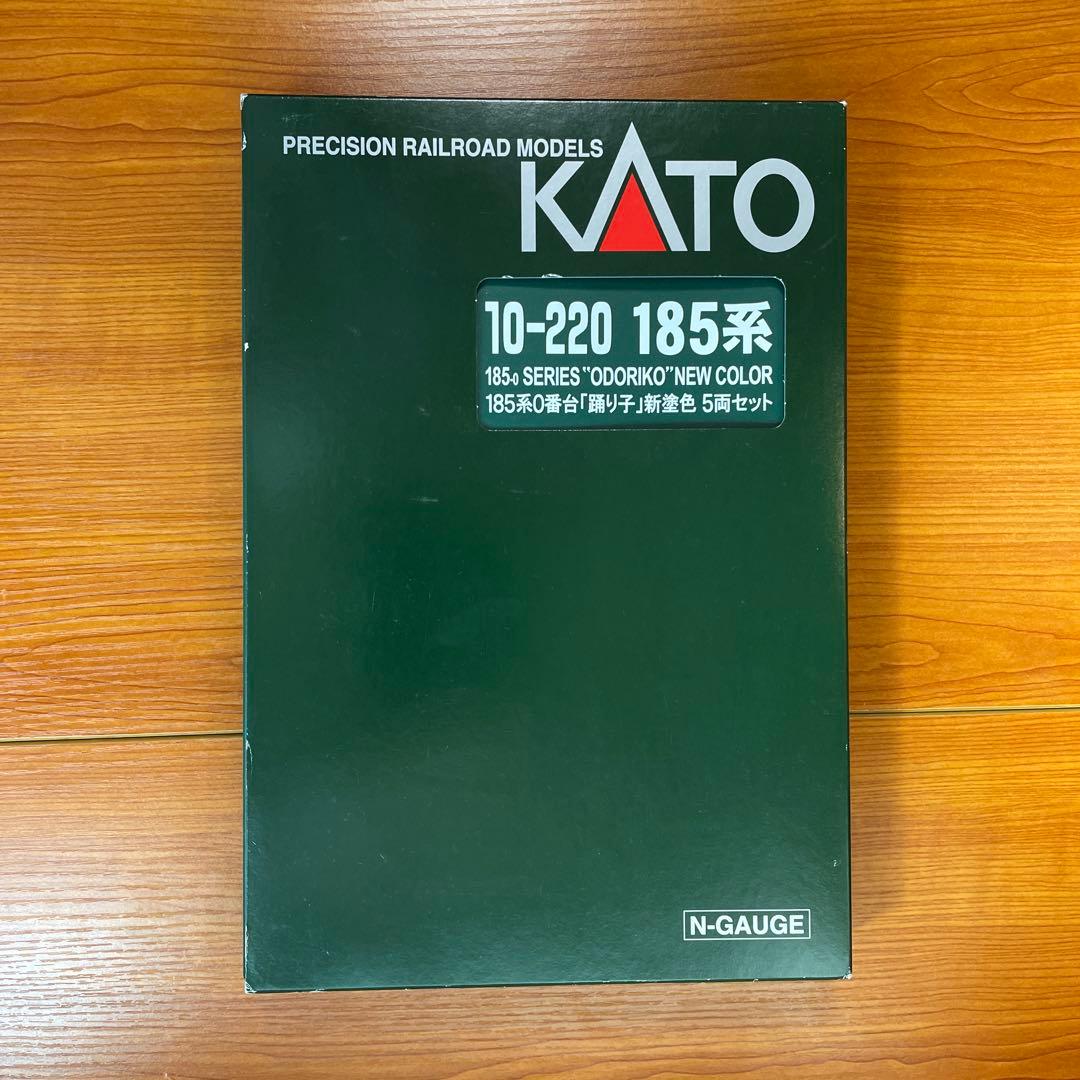 PRECISION RAILROAD MODELS
KATO
10-220 185系
185-0 SERIES "ODORIKO" NEW COLOR
185系0番台「踊り子」新塗色 5両セット
N-GAUGE